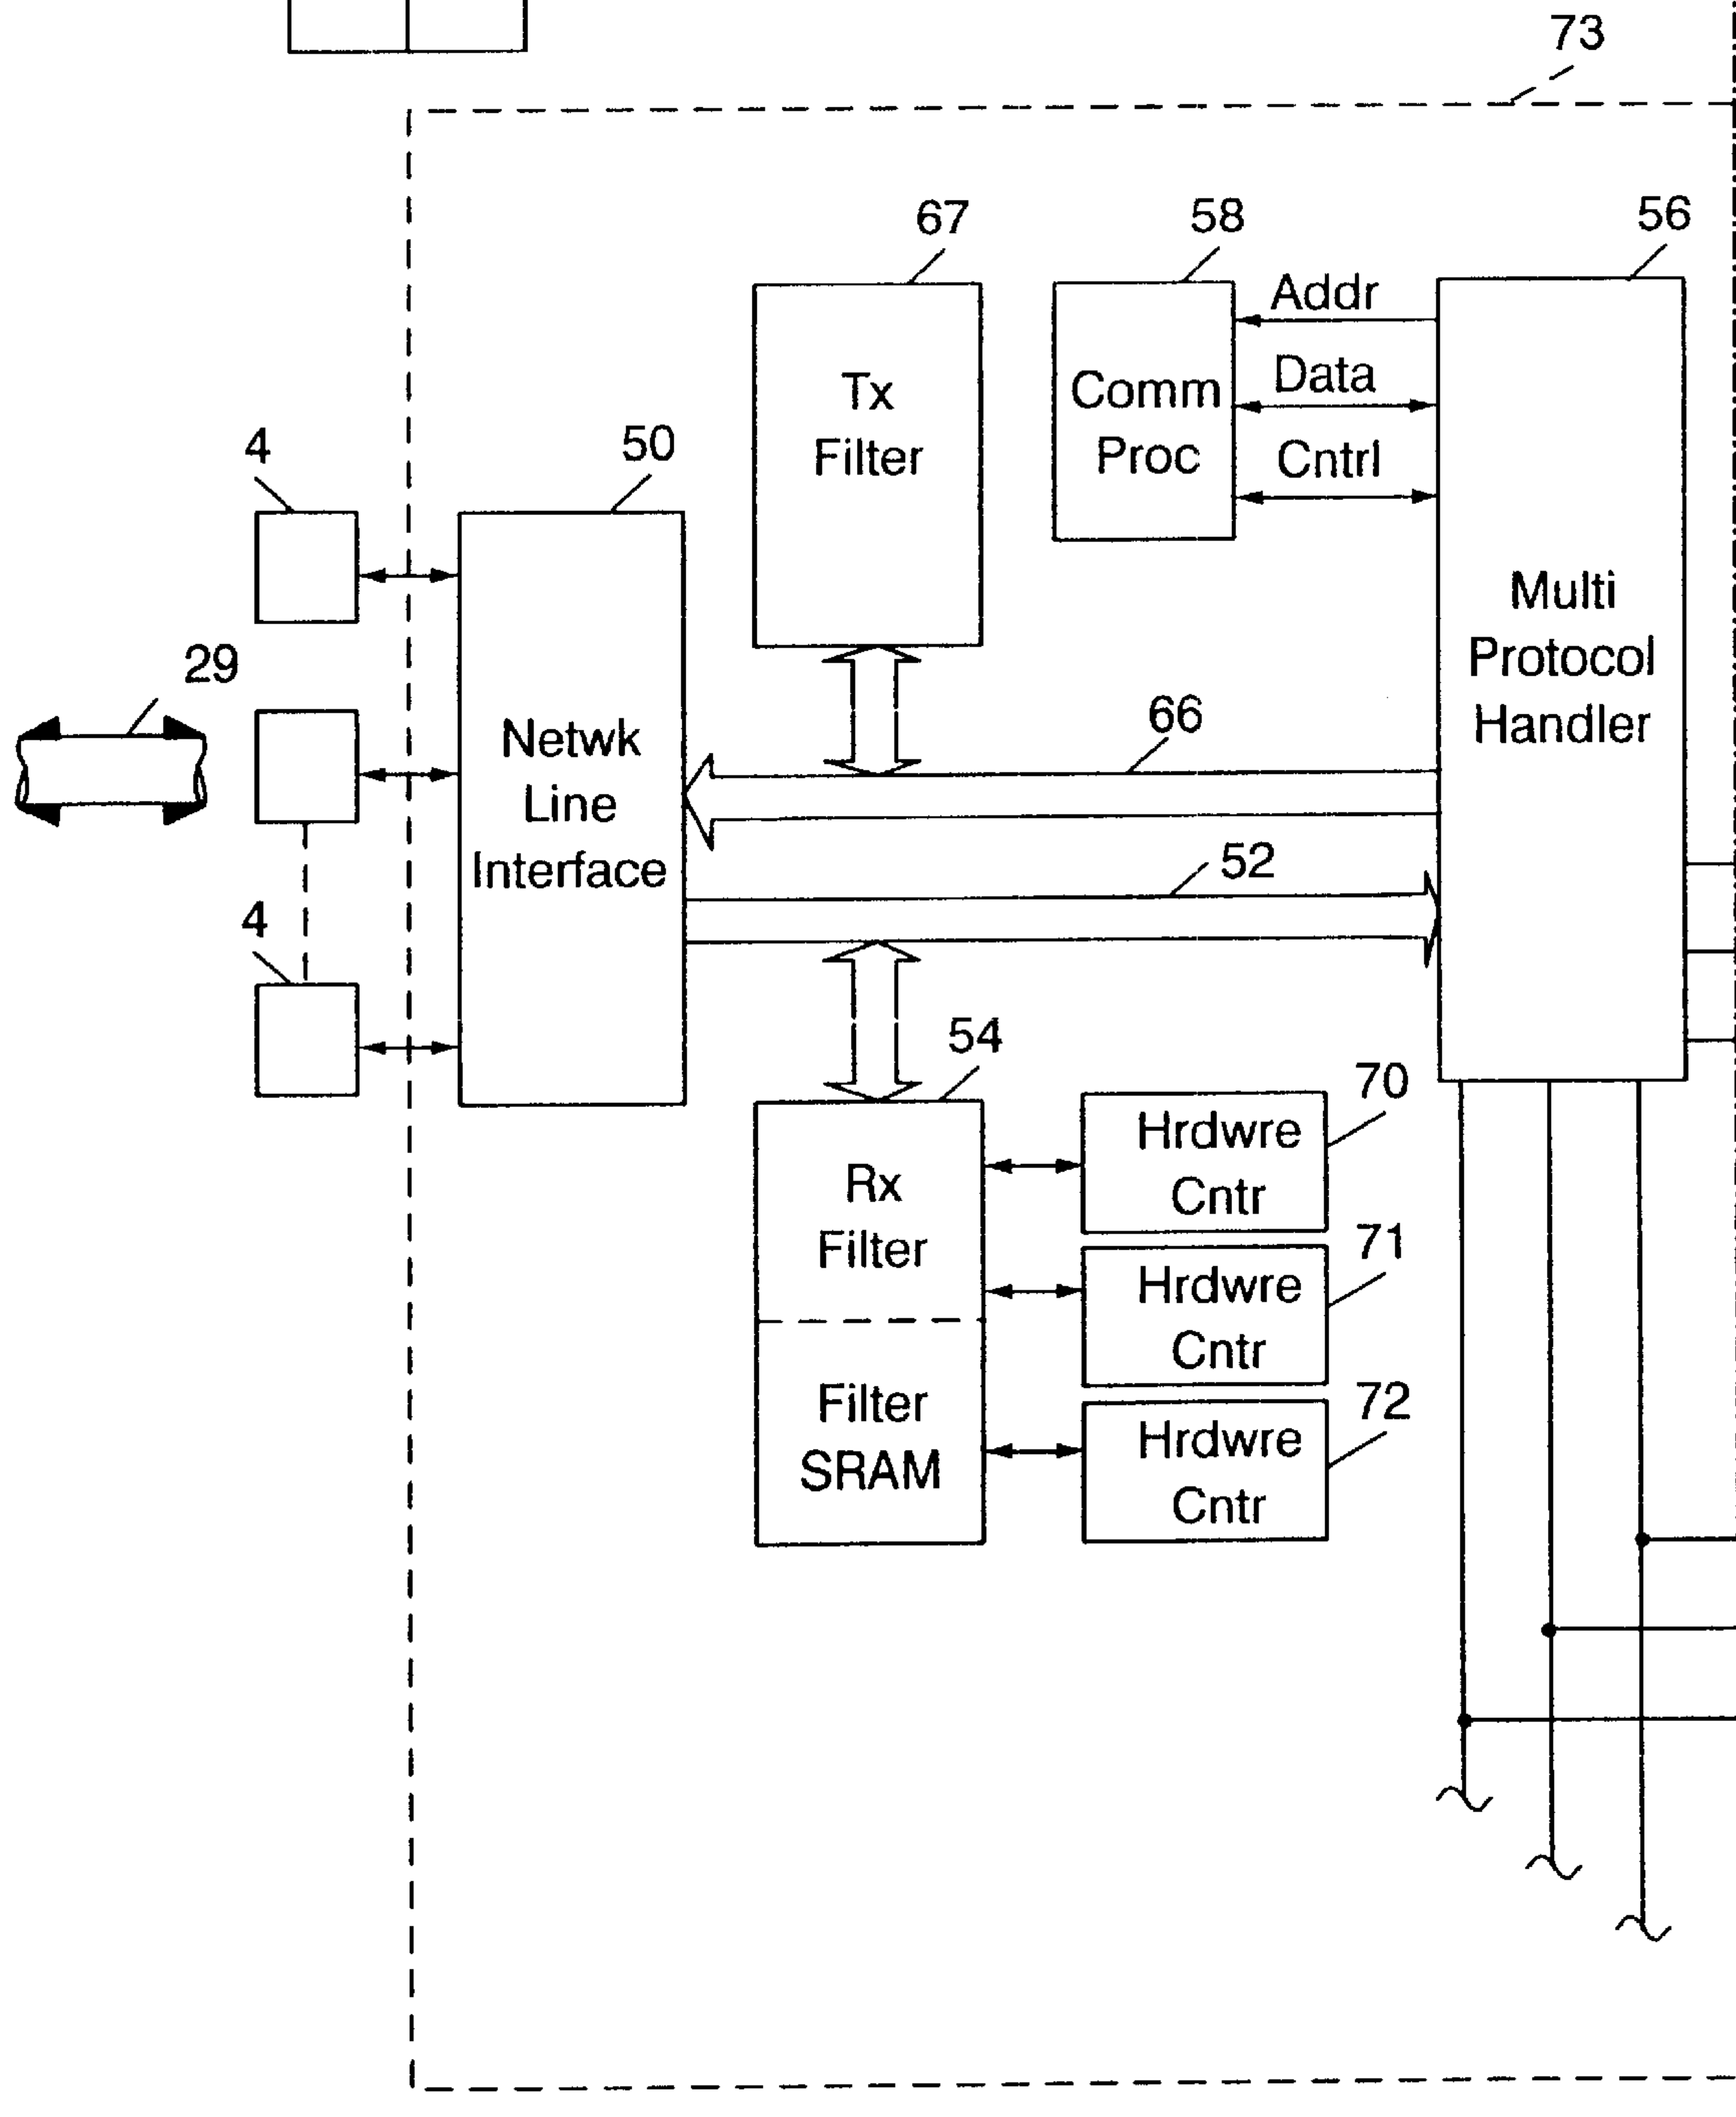 73
67
58
56
Addr
Data
Cntrl
Comm
Proc
Tx
Filter
4
50
Multi
Protocol
Handler
29
66
Netwk
Line
Interface
52
4
54
70
Hrdwre
Cntr
Rx
Filter
71
Hrdwre
Cntr
72
Filter
SRAM
Hrdwre
Cntr